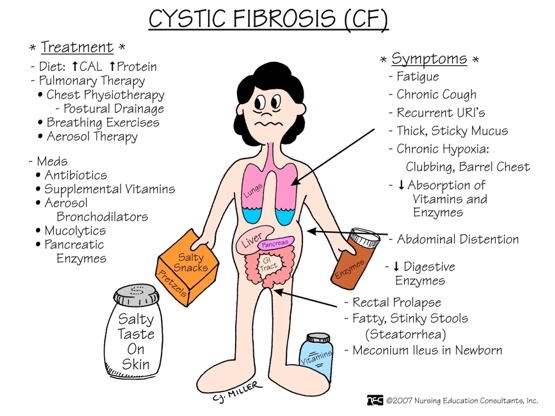 CYSTIC FIBROSIS (CF)
* Treatment *
- Diet: ↑CAL ↑Protein
- Pulmonary Therapy
• Chest Physiotherapy
- Postural Drainage
• Breathing Exercises
• Aerosol Therapy
- Meds
• Antibiotics
• Supplemental Vitamins
• Aerosol
Bronchodilators
• Mucolytics
• Pancreatic
Enzymes
Salty
Snacks
Pretzels
Salty
Taste
On
Skin
Lungs
Liver
Pancreas
GI
Tract
Enzymes
Vitamins
* Symptoms *
- Fatigue
- Chronic Cough
- Recurrent URI's
- Thick, Sticky Mucus
- Chronic Hypoxia:
Clubbing, Barrel Chest
- ↓ Absorption of
Vitamins and
Enzymes
- Abdominal Distention
- ↓ Digestive
Enzymes
- Rectal Prolapse
- Fatty, Stinky Stools
(Steatorrhea)
- Meconium Ileus in Newborn
C.J. MILLER
NEC ©2007 Nursing Education Consultants, Inc.